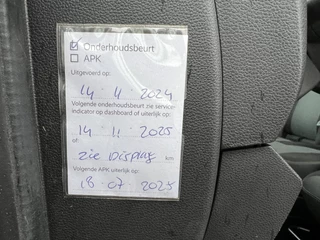 ☑ Onderhoudsbeurt
☐ APK
Uitgevoerd op:
14 11 2024
Volgende onderhoudsbeurt zie service-
indicator op dashboard of uiterlijk op:
14 11 2025
of:
Zie Display km
Volgende APK uiterlijk op:
18 07 2025